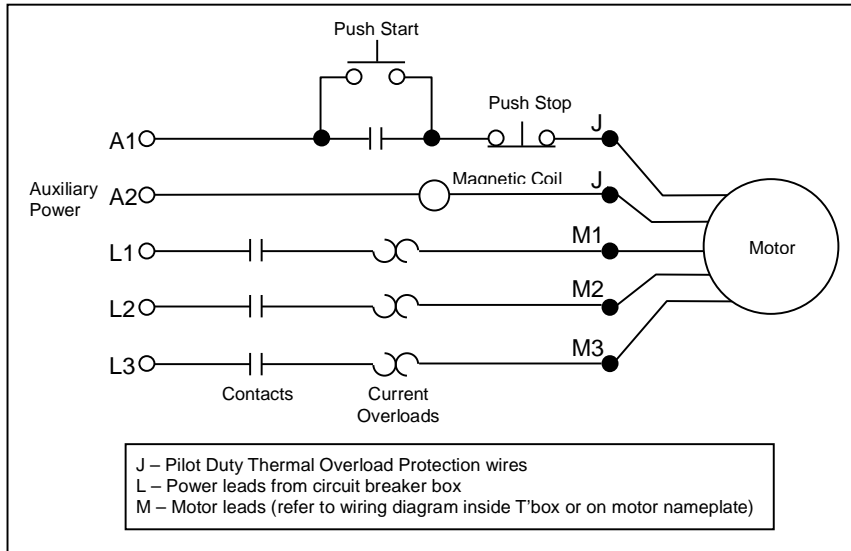 Push Start
Push Stop
A1
J
Auxiliary
Power
A2
Magnetic Coil
J
L1
M1
Motor
L2
M2
L3
M3
Contacts
Current
Overloads
J – Pilot Duty Thermal Overload Protection wires
L – Power leads from circuit breaker box
M – Motor leads (refer to wiring diagram inside T’box or on motor nameplate)